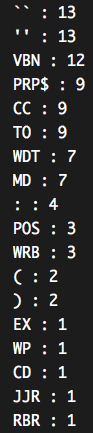 `` : 13
'' : 13
VBN : 12
PRP$ : 9
CC : 9
TO : 9
WDT : 7
MD : 7
: : 4
POS : 3
WRB : 3
( : 2
) : 2
EX : 1
WP : 1
CD : 1
JJR : 1
RBR : 1